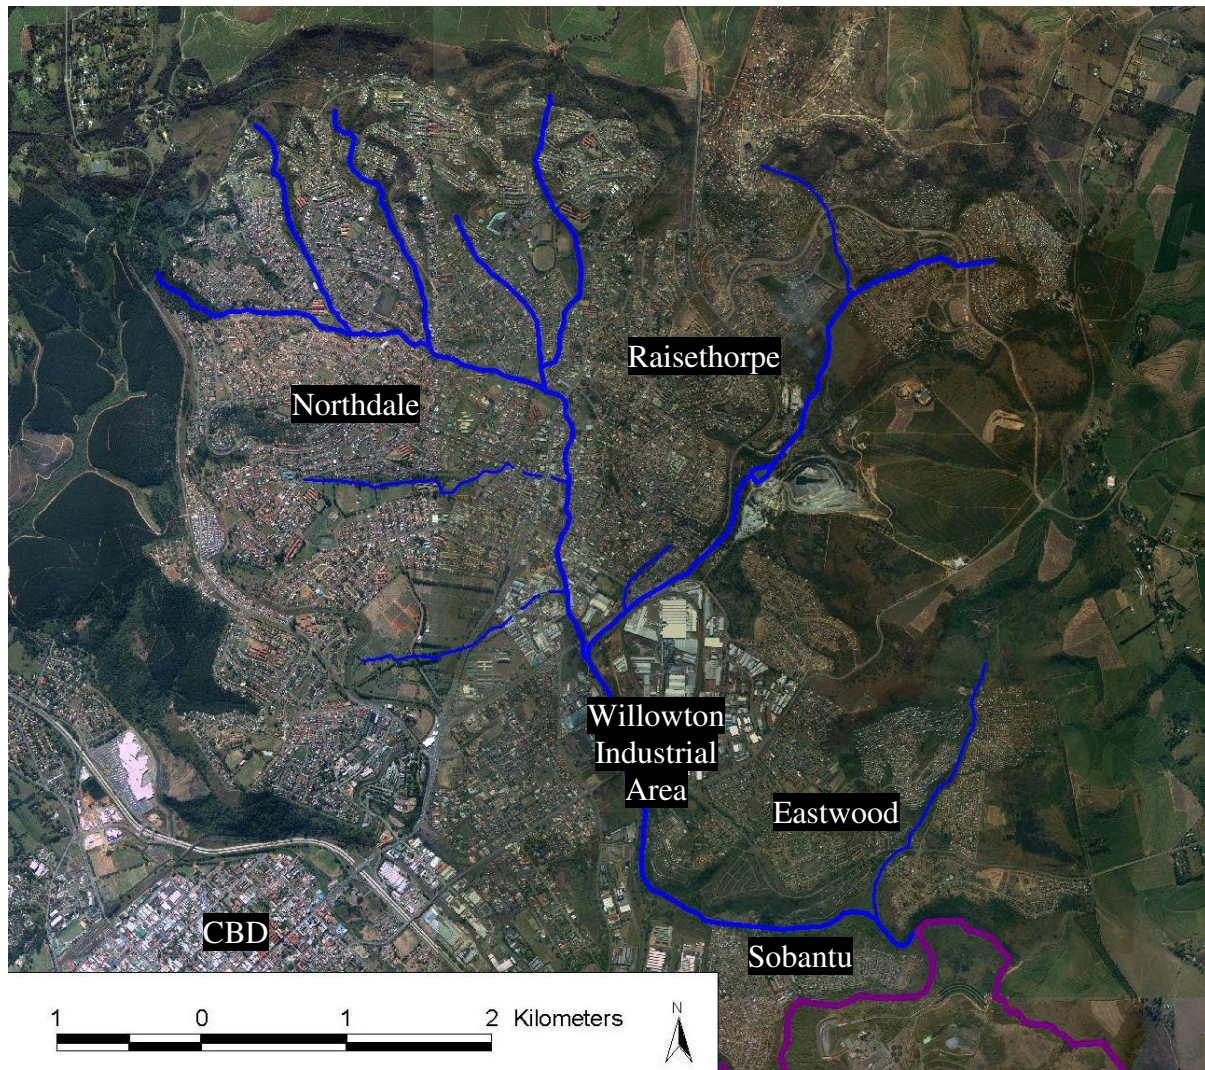 Raisethorpe
Northdale
Willowton
Industrial
Area
Eastwood
CBD
Sobantu
1 0 1 2 Kilometers
N